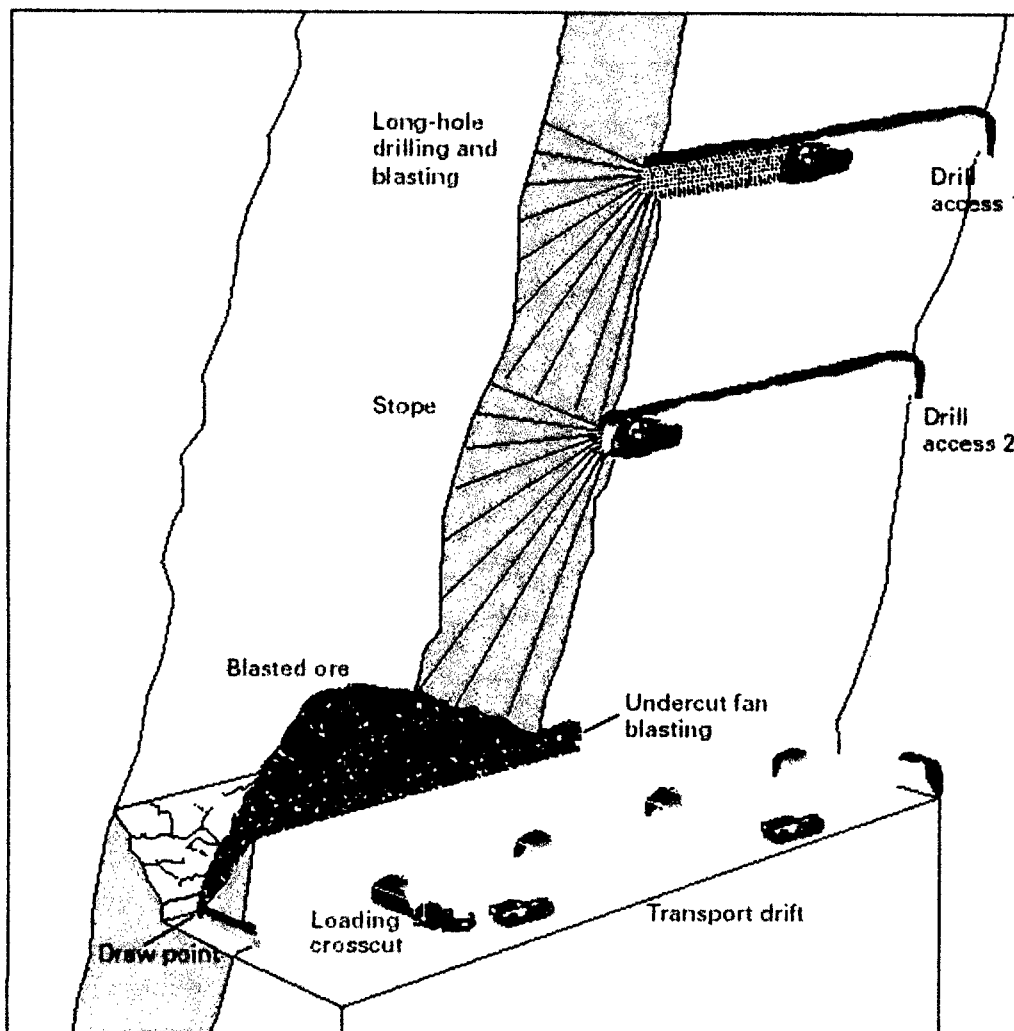 Long-hole
drilling and
blasting
Drill
access 1
Stope
Drill
access 2
Blasted ore
Undercut fan
blasting
Loading
crosscut
Transport drift
Draw point